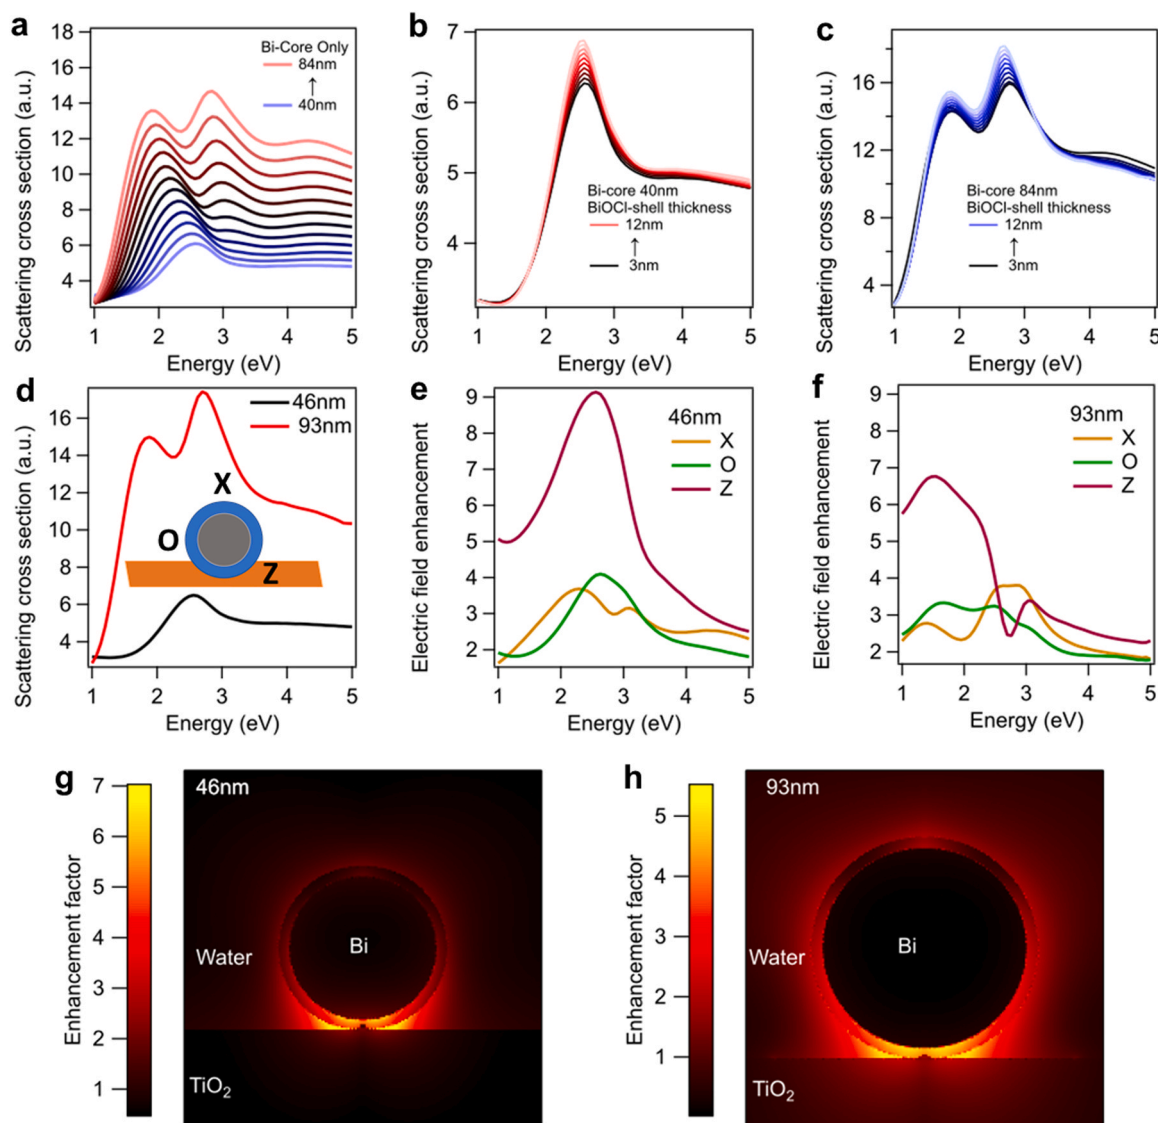 a
Scattering cross section (a.u.)
18
16
14
12
10
8
6
4
Bi-Core Only
84nm
↑
40nm
1 2 3 4 5
Energy (eV)
b
Scattering cross section (a.u.)
7
6
5
4
Bi-core 40nm
BiOCl-shell thickness
12nm
↑
3nm
1 2 3 4 5
Energy (eV)
c
Scattering cross section (a.u.)
16
12
8
4
Bi-core 84nm
BiOCl-shell thickness
12nm
↑
3nm
1 2 3 4 5
Energy (eV)
d
Scattering cross section (a.u.)
16
14
12
10
8
6
4
46nm
93nm
X
O
Z
1 2 3 4 5
Energy (eV)
e
Electric field enhancement
9
8
7
6
5
4
3
2
46nm
X
O
Z
1 2 3 4 5
Energy (eV)
f
Electric field enhancement
9
8
7
6
5
4
3
2
93nm
X
O
Z
1 2 3 4 5
Energy (eV)
g
Enhancement factor
7
6
5
4
3
2
1
46nm
Bi
Water
TiO₂
h
Enhancement factor
5
4
3
2
1
93nm
Bi
Water
TiO₂